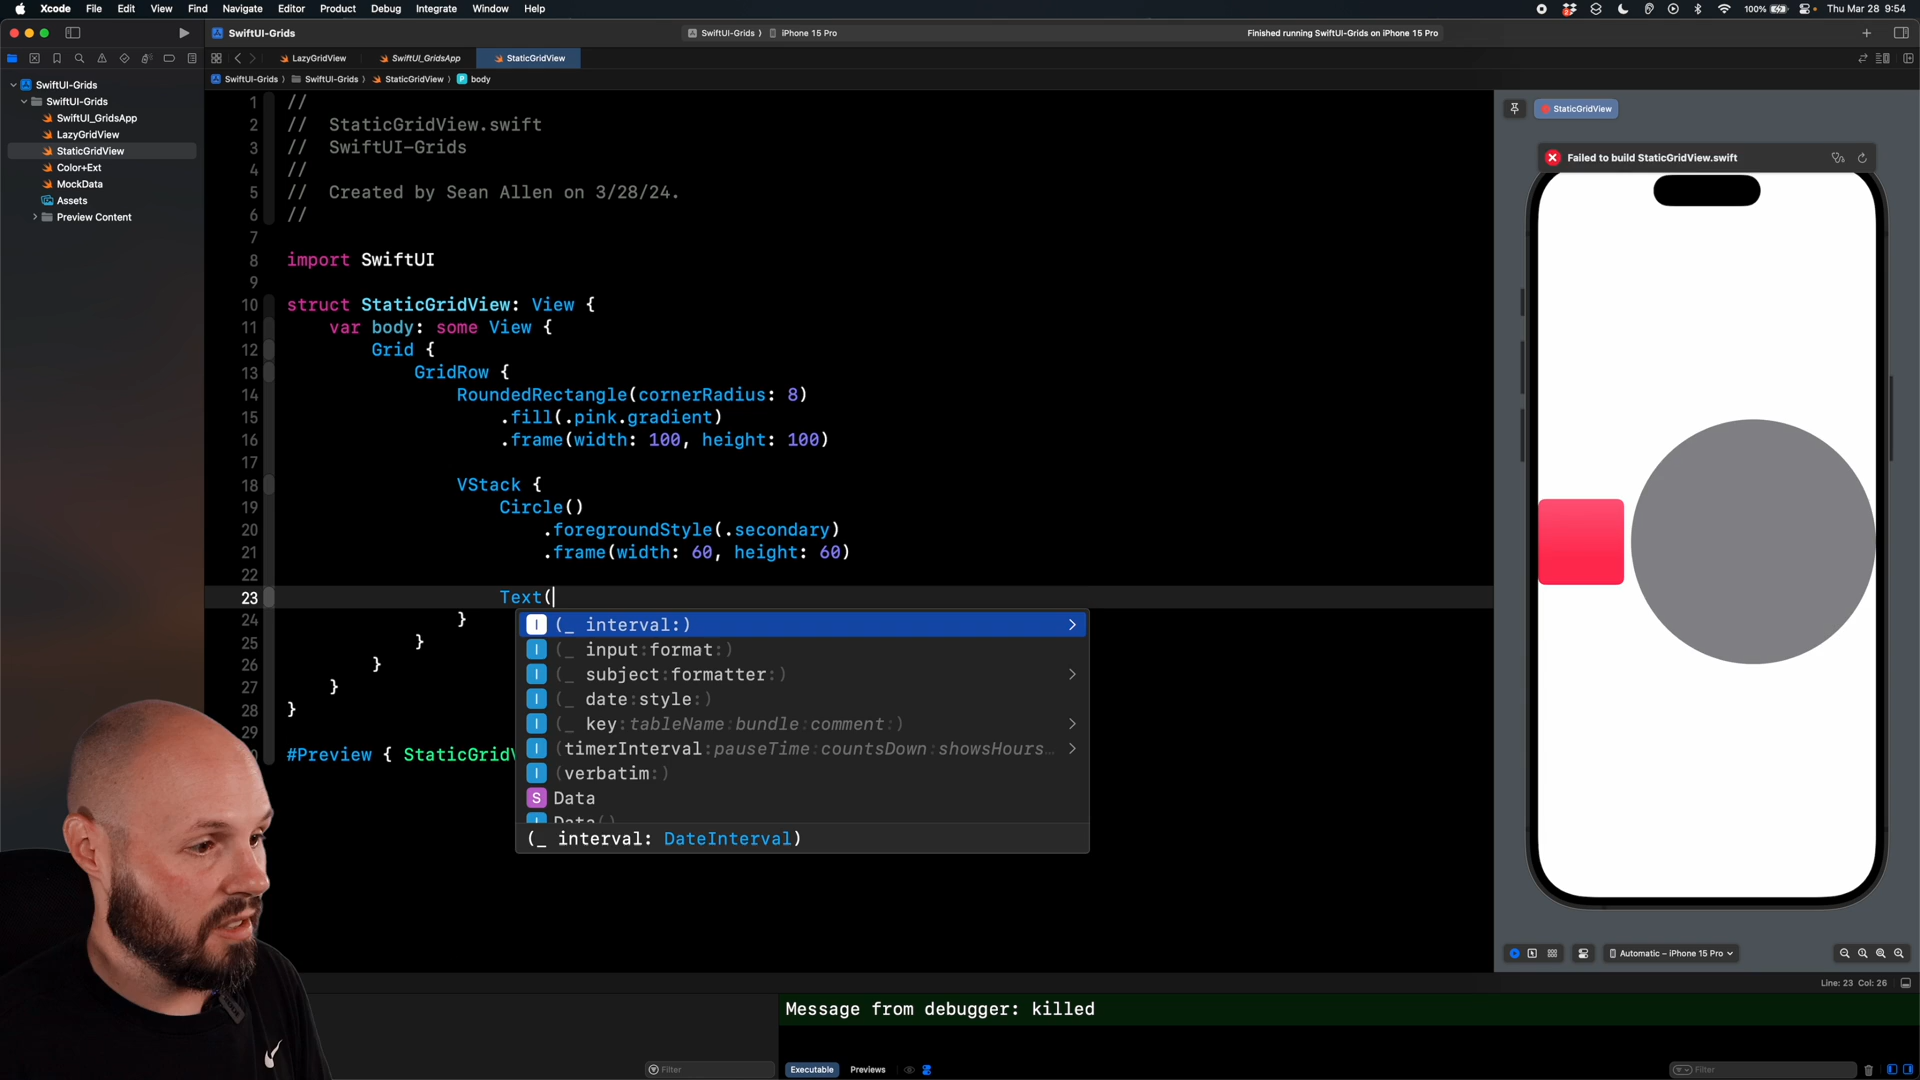 Xcode File Edit View Find Navigate Editor Product Debug Integrate Window Help
100% Thu Mar 28 9:54
SwiftUI-Grids
SwiftUI-Grids ⟩ iPhone 15 Pro
Finished running SwiftUI-Grids on iPhone 15 Pro
LazyGridView
SwiftUI_GridsApp
StaticGridView
SwiftUI-Grids ⟩ SwiftUI-Grids ⟩ StaticGridView ⟩ P body
SwiftUI-Grids
SwiftUI-Grids
SwiftUI_GridsApp
LazyGridView
StaticGridView
Color+Ext
MockData
Assets
Preview Content
1 //
2 // StaticGridView.swift
3 // SwiftUI-Grids
4 //
5 // Created by Sean Allen on 3/28/24.
6 //
7
8 import SwiftUI
9
10 struct StaticGridView: View {
11 var body: some View {
12 Grid {
13 GridRow {
14 RoundedRectangle(cornerRadius: 8)
15 .fill(.pink.gradient)
16 .frame(width: 100, height: 100)
17
18 VStack {
19 Circle()
20 .foregroundStyle(.secondary)
21 .frame(width: 60, height: 60)
22
23 Text(
24 }
25 }
26 }
27 }
28 }
29
#Preview { StaticGridV
I (_ interval:)
I (_ input:format:)
I (_ subject:formatter:)
I (_ date:style:)
I (_ key:tableName:bundle:comment:)
I (timerInterval:pauseTime:countsDown:showsHours…
I (verbatim:)
S Data
I Data()
(_ interval: DateInterval)
StaticGridView
Failed to build StaticGridView.swift
Automatic – iPhone 15 Pro
Line: 23 Col: 26
Message from debugger: killed
Filter
Executable Previews
Filter